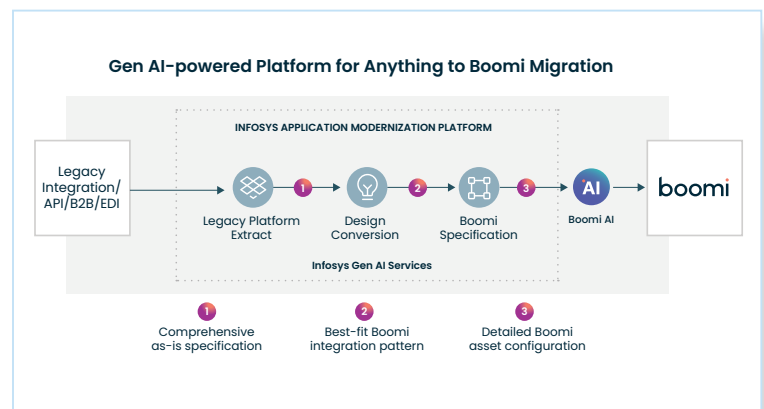 Gen AI-powered Platform for Anything to Boomi Migration
INFOSYS APPLICATION MODERNIZATION PLATFORM
Legacy
Integration/
API/B2B/EDI
1
2
3
AI
boomi
Legacy Platform
Extract
Design
Conversion
Boomi
Specification
Boomi AI
Infosys Gen AI Services
1
Comprehensive
as-is specification
2
Best-fit Boomi
integration pattern
3
Detailed Boomi
asset configuration